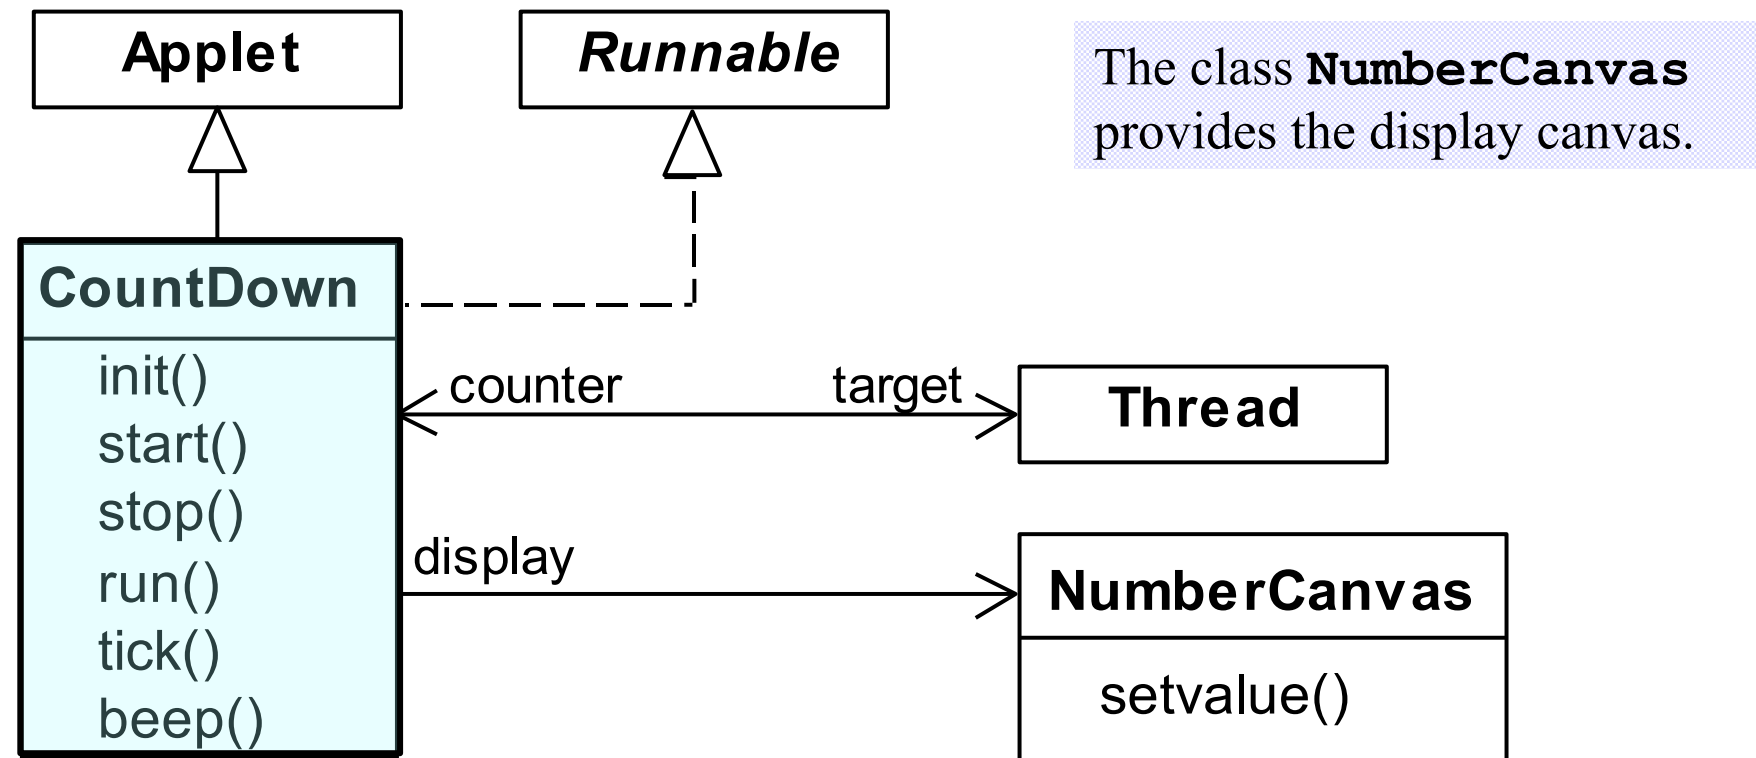 Applet
Runnable
The class NumberCanvas
provides the display canvas.
CountDown
init()
start()
stop()
run()
tick()
beep()
counter
target
Thread
display
NumberCanvas
setvalue()